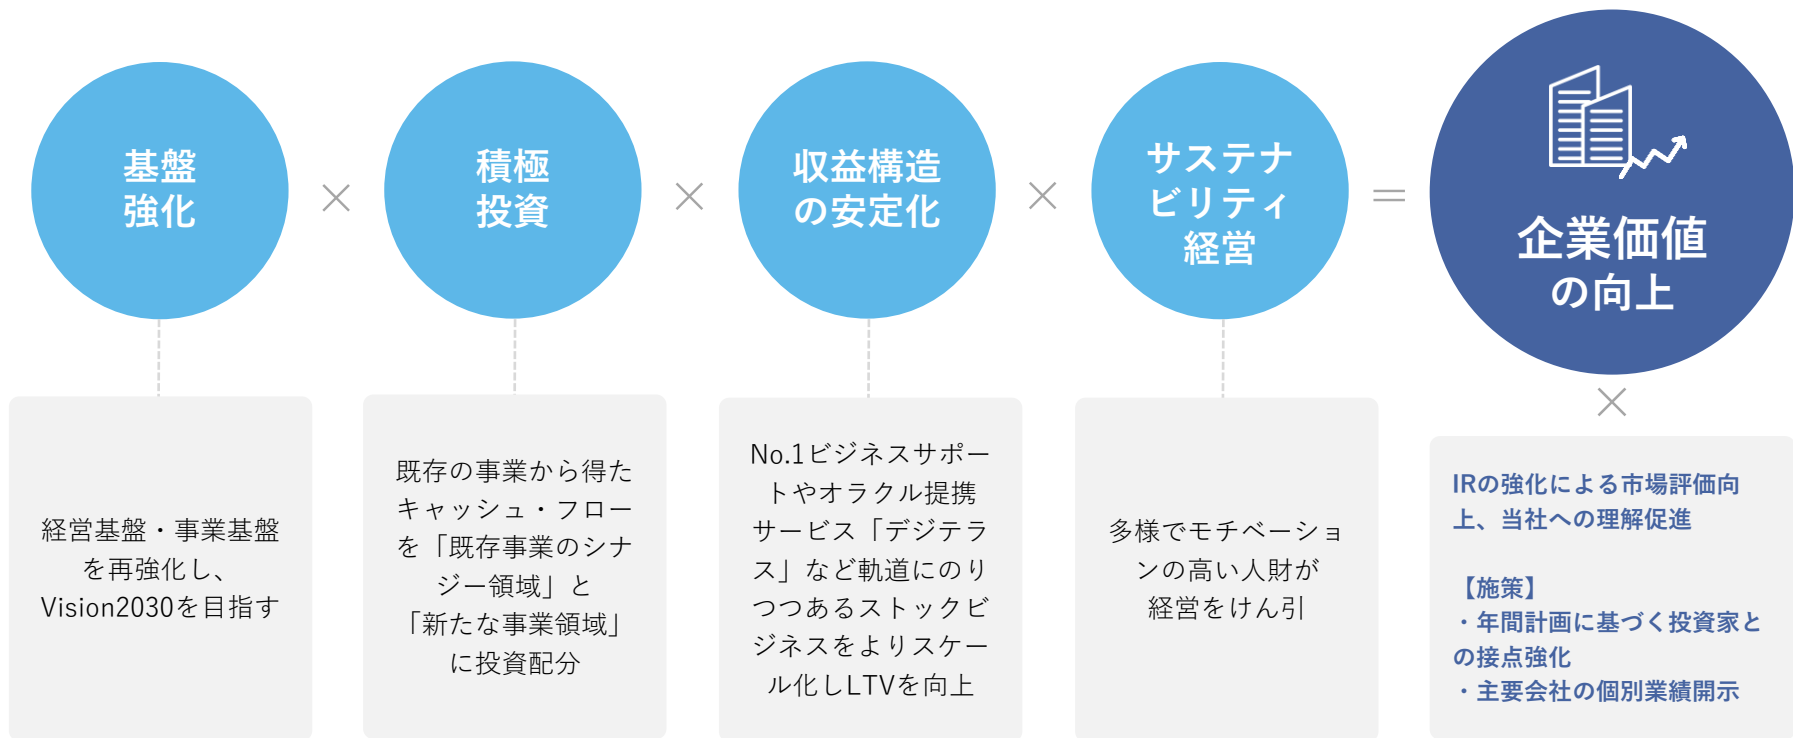 基盤
強化
×
積極
投資
×
収益構造
の安定化
×
サステナ
ビリティ
経営
＝
企業価値
の向上
経営基盤・事業基盤
を再強化し、
Vision2030を目指す
既存の事業から得た
キャッシュ・フロー
を「既存事業のシナ
ジー領域」と
「新たな事業領域」
に投資配分
No.1ビジネスサポー
トやオラクル提携
サービス「デジテラ
ス」など軌道にのり
つつあるストックビ
ジネスをよりスケー
ル化しLTVを向上
多様でモチベーショ
ンの高い人財が
経営をけん引
×
IRの強化による市場評価向
上、当社への理解促進
【施策】
・年間計画に基づく投資家と
の接点強化
・主要会社の個別業績開示